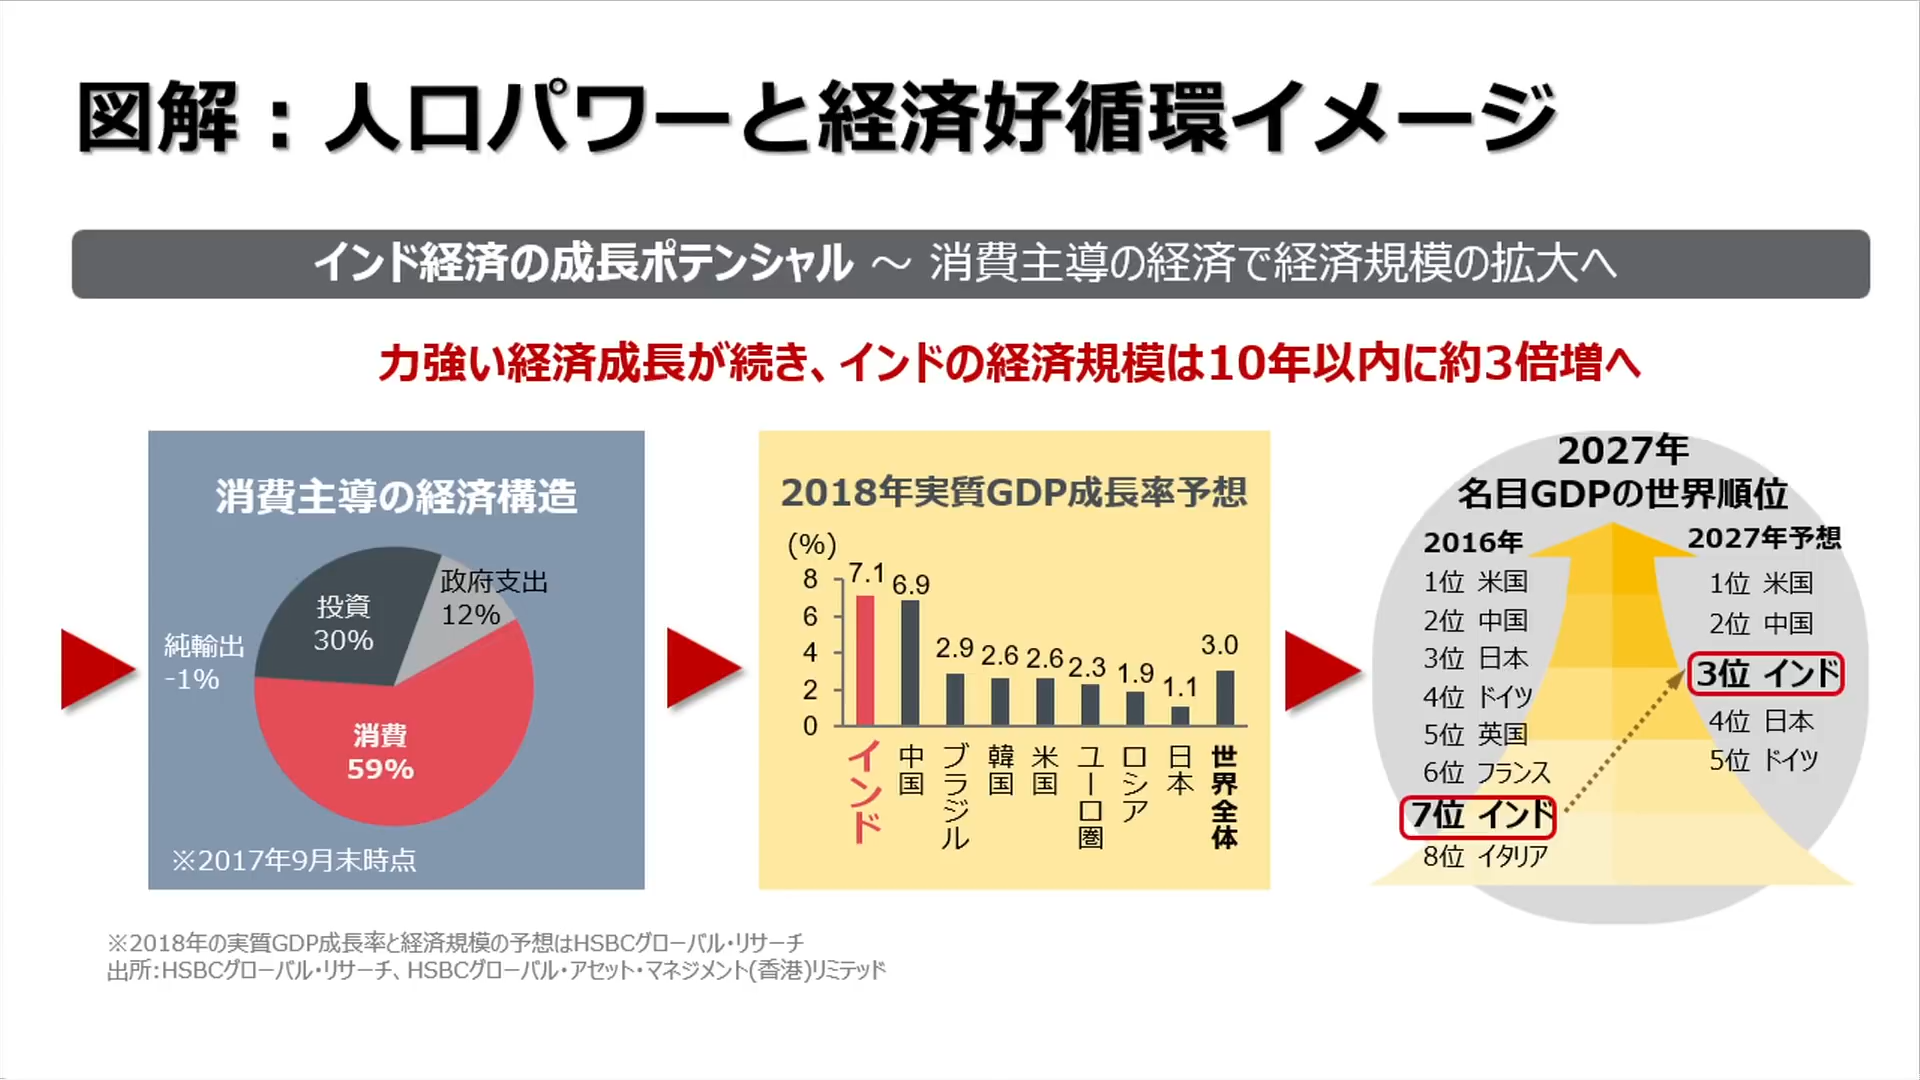 図解：人口パワーと経済好循環イメージ
インド経済の成長ポテンシャル ～ 消費主導の経済で経済規模の拡大へ
力強い経済成長が続き、インドの経済規模は10年以内に約3倍増へ
消費主導の経済構造
政府支出
12%
投資
30%
純輸出
-1%
消費
59%
※2017年9月末時点
2018年実質GDP成長率予想
(%)
8
6
4
2
0
7.1
6.9
2.9
2.6
2.6
2.3
1.9
1.1
3.0
インド
中国
ブラジル
韓国
米国
ユーロ圏
ロシア
日本
世界全体
2027年
名目GDPの世界順位
2016年
1位 米国
2位 中国
3位 日本
4位 ドイツ
5位 英国
6位 フランス
7位 インド
8位 イタリア
2027年予想
1位 米国
2位 中国
3位 インド
4位 日本
5位 ドイツ
※2018年の実質GDP成長率と経済規模の予想はHSBCグローバル・リサーチ
出所：HSBCグローバル・リサーチ、HSBCグローバル・アセット・マネジメント(香港)リミテッド